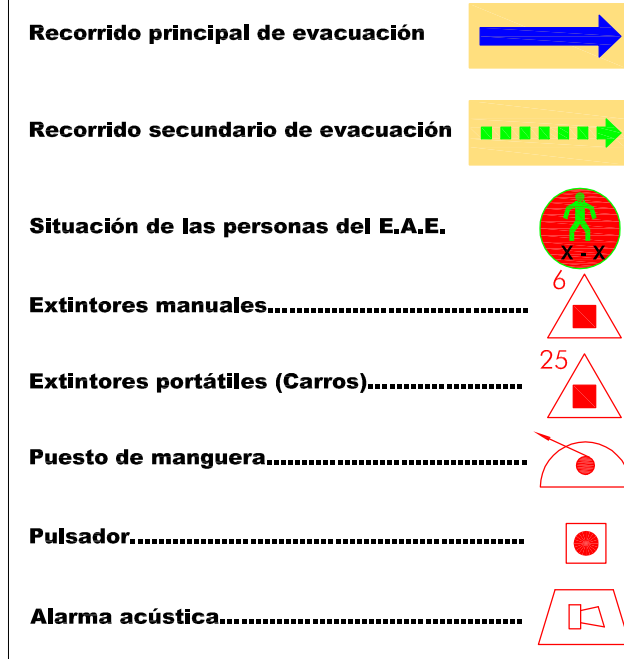 Recorrido principal de evacuación
Recorrido secundario de evacuación
Situación de las personas del E.A.E.
X - X
Extintores manuales................................. 6
Extintores portátiles (Carros)................... 25
Puesto de manguera................................
Pulsador..................................................
Alarma acústica.......................................